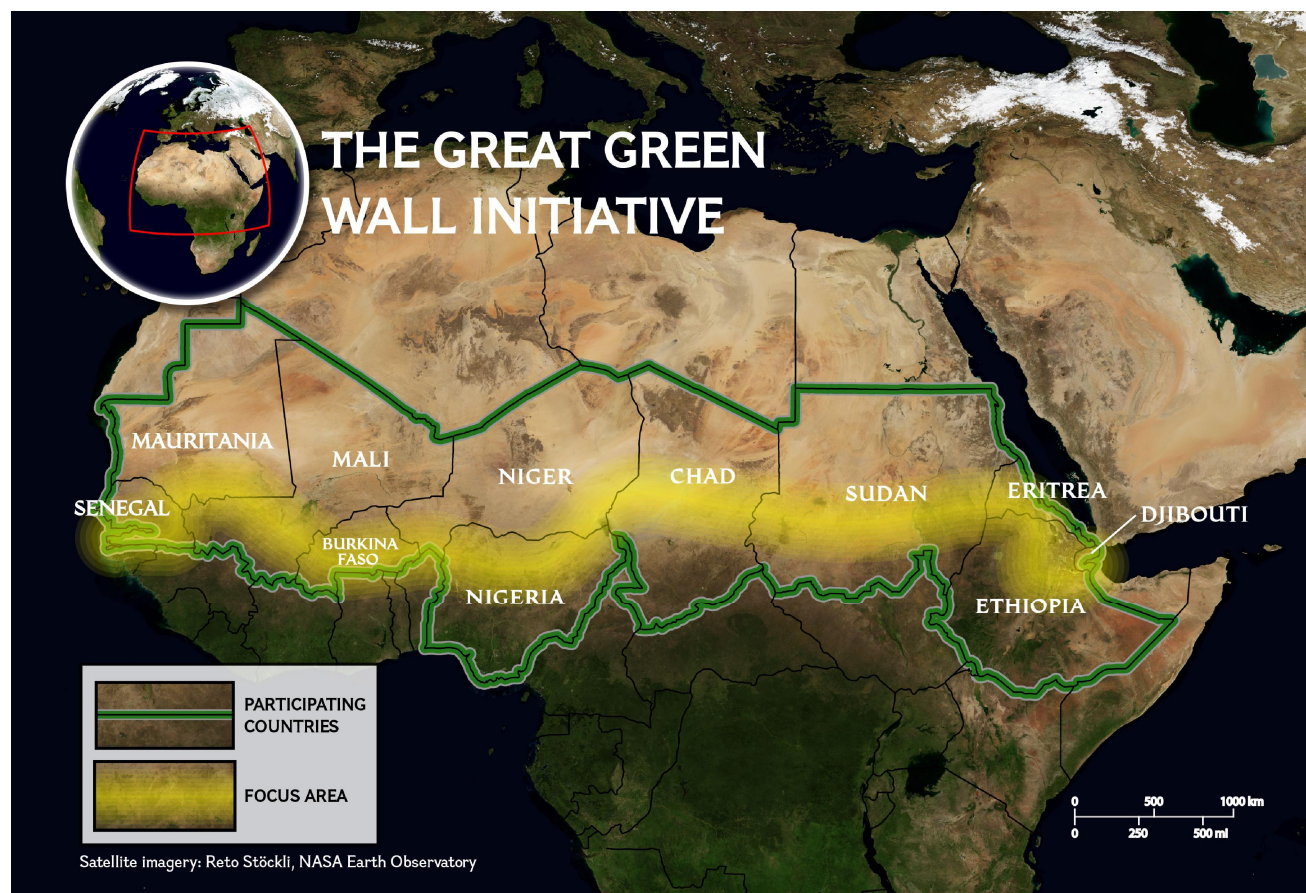 THE GREAT GREEN
WALL INITIATIVE
MAURITANIA
MALI
NIGER
CHAD
SUDAN
ERITREA
SENEGAL
DJIBOUTI
BURKINA
FASO
NIGERIA
ETHIOPIA
PARTICIPATING
COUNTRIES
FOCUS AREA
0 500 1000 km
0 250 500 mi
Satellite imagery: Reto Stöckli, NASA Earth Observatory